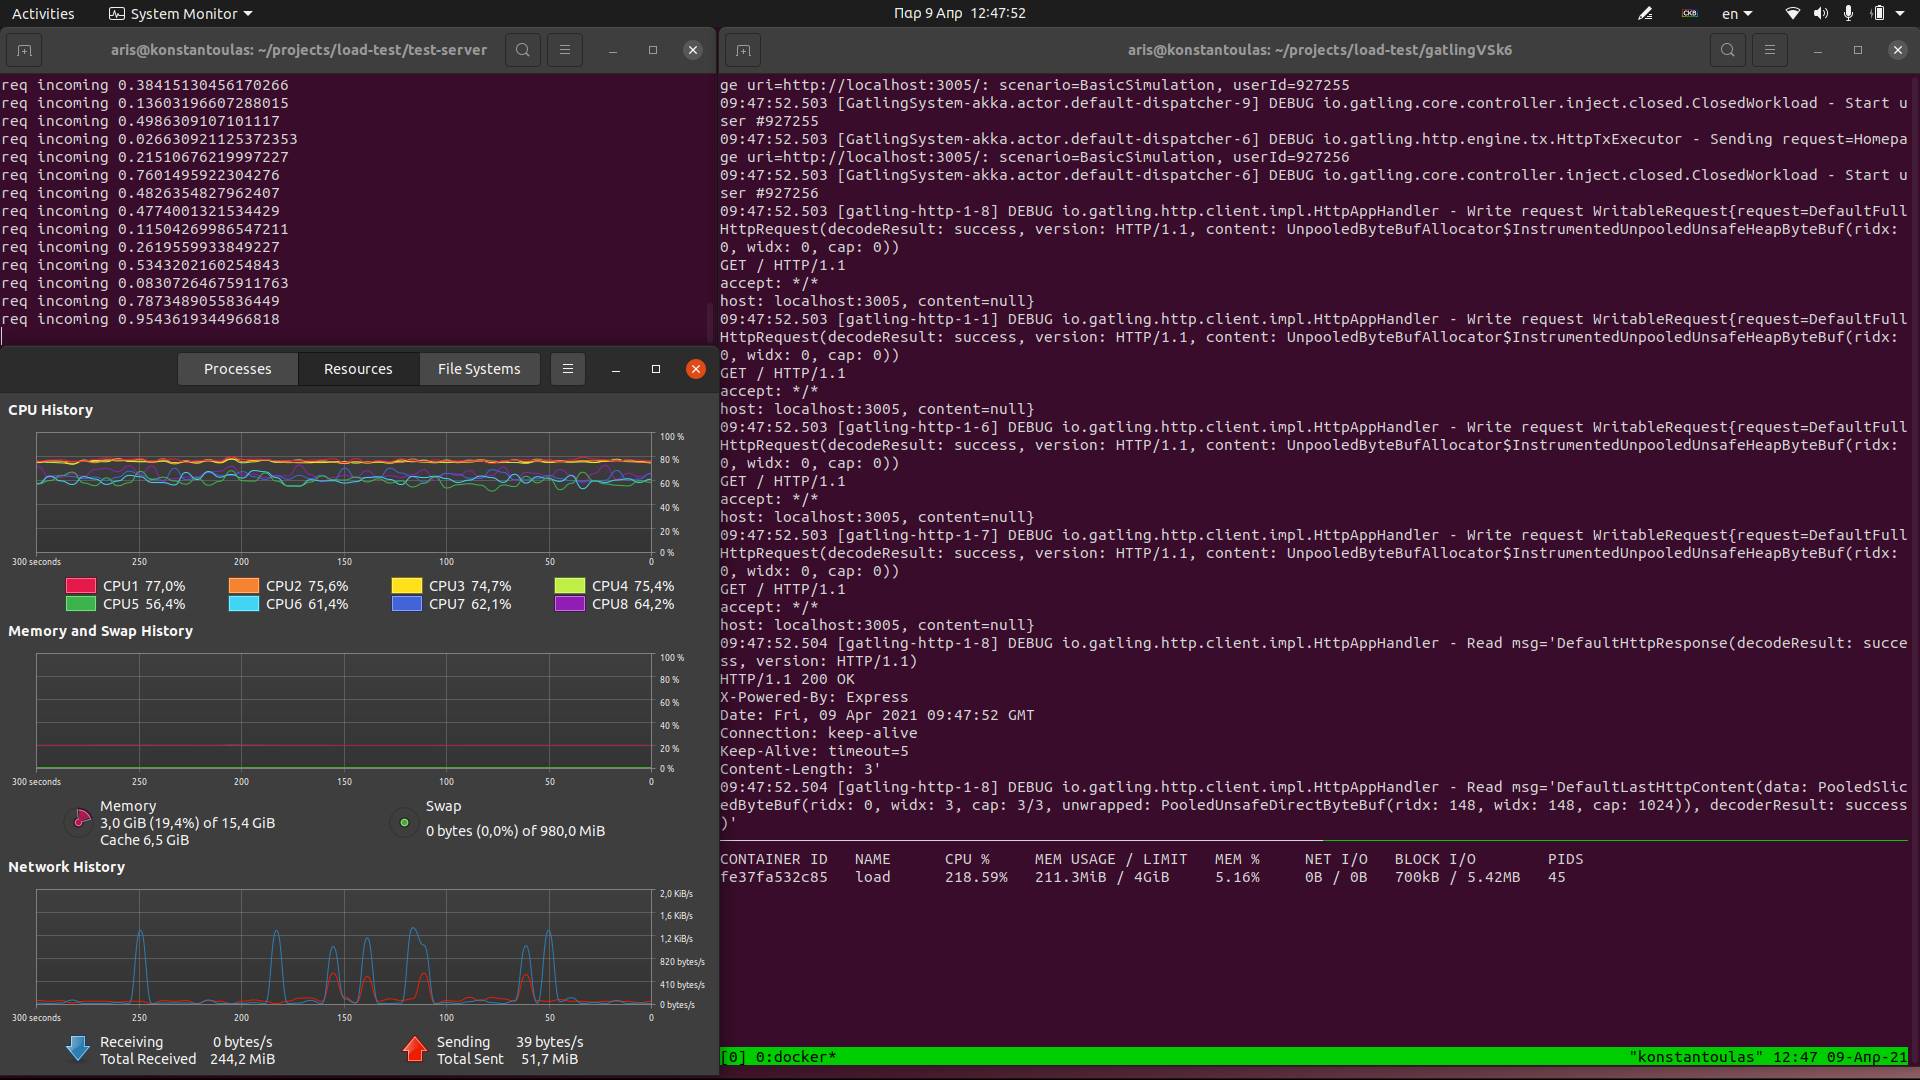 Activities
System Monitor
Παρ 9 Απρ 12:47:52
CKB
en
aris@konstantoulas: ~/projects/load-test/test-server
req incoming 0.38415130456170266
req incoming 0.13603196607288015
req incoming 0.4986309107101117
req incoming 0.026630921125372353
req incoming 0.21510676219997227
req incoming 0.7601495922304276
req incoming 0.4826354827962407
req incoming 0.4774001321534429
req incoming 0.11504269986547211
req incoming 0.2619559933849227
req incoming 0.5343202160254843
req incoming 0.08307264675911763
req incoming 0.7873489055836449
req incoming 0.9543619344966818
Processes
Resources
File Systems
CPU History
100 %
80 %
60 %
40 %
20 %
0 %
300 seconds 250 200 150 100 50 0
CPU1 77,0% CPU2 75,6% CPU3 74,7% CPU4 75,4%
CPU5 56,4% CPU6 61,4% CPU7 62,1% CPU8 64,2%
Memory and Swap History
100 %
80 %
60 %
40 %
20 %
0 %
300 seconds 250 200 150 100 50 0
Memory
3,0 GiB (19,4%) of 15,4 GiB
Cache 6,5 GiB
Swap
0 bytes (0,0%) of 980,0 MiB
Network History
2,0 KiB/s
1,6 KiB/s
1,2 KiB/s
820 bytes/s
410 bytes/s
0 bytes/s
300 seconds 250 200 150 100 50 0
Receiving 0 bytes/s
Total Received 244,2 MiB
Sending 39 bytes/s
Total Sent 51,7 MiB
aris@konstantoulas: ~/projects/load-test/gatlingVSk6
ge uri=http://localhost:3005/: scenario=BasicSimulation, userId=927255
09:47:52.503 [GatlingSystem-akka.actor.default-dispatcher-9] DEBUG io.gatling.core.controller.inject.closed.ClosedWorkload - Start u
ser #927255
09:47:52.503 [GatlingSystem-akka.actor.default-dispatcher-6] DEBUG io.gatling.http.engine.tx.HttpTxExecutor - Sending request=Homepa
ge uri=http://localhost:3005/: scenario=BasicSimulation, userId=927256
09:47:52.503 [GatlingSystem-akka.actor.default-dispatcher-6] DEBUG io.gatling.core.controller.inject.closed.ClosedWorkload - Start u
ser #927256
09:47:52.503 [gatling-http-1-8] DEBUG io.gatling.http.client.impl.HttpAppHandler - Write request WritableRequest{request=DefaultFull
HttpRequest(decodeResult: success, version: HTTP/1.1, content: UnpooledByteBufAllocator$InstrumentedUnpooledUnsafeHeapByteBuf(ridx:
0, widx: 0, cap: 0))
GET / HTTP/1.1
accept: */*
host: localhost:3005, content=null}
09:47:52.503 [gatling-http-1-1] DEBUG io.gatling.http.client.impl.HttpAppHandler - Write request WritableRequest{request=DefaultFull
HttpRequest(decodeResult: success, version: HTTP/1.1, content: UnpooledByteBufAllocator$InstrumentedUnpooledUnsafeHeapByteBuf(ridx:
0, widx: 0, cap: 0))
GET / HTTP/1.1
accept: */*
host: localhost:3005, content=null}
09:47:52.503 [gatling-http-1-6] DEBUG io.gatling.http.client.impl.HttpAppHandler - Write request WritableRequest{request=DefaultFull
HttpRequest(decodeResult: success, version: HTTP/1.1, content: UnpooledByteBufAllocator$InstrumentedUnpooledUnsafeHeapByteBuf(ridx:
0, widx: 0, cap: 0))
GET / HTTP/1.1
accept: */*
host: localhost:3005, content=null}
09:47:52.503 [gatling-http-1-7] DEBUG io.gatling.http.client.impl.HttpAppHandler - Write request WritableRequest{request=DefaultFull
HttpRequest(decodeResult: success, version: HTTP/1.1, content: UnpooledByteBufAllocator$InstrumentedUnpooledUnsafeHeapByteBuf(ridx:
0, widx: 0, cap: 0))
GET / HTTP/1.1
accept: */*
host: localhost:3005, content=null}
09:47:52.504 [gatling-http-1-8] DEBUG io.gatling.http.client.impl.HttpAppHandler - Read msg='DefaultHttpResponse(decodeResult: succe
ss, version: HTTP/1.1)
HTTP/1.1 200 OK
X-Powered-By: Express
Date: Fri, 09 Apr 2021 09:47:52 GMT
Connection: keep-alive
Keep-Alive: timeout=5
Content-Length: 3'
09:47:52.504 [gatling-http-1-8] DEBUG io.gatling.http.client.impl.HttpAppHandler - Read msg='DefaultLastHttpContent(data: PooledSlic
edByteBuf(ridx: 0, widx: 3, cap: 3/3, unwrapped: PooledUnsafeDirectByteBuf(ridx: 148, widx: 148, cap: 1024)), decoderResult: success
)'
CONTAINER ID NAME CPU % MEM USAGE / LIMIT MEM % NET I/O BLOCK I/O PIDS
fe37fa532c85 load 218.59% 211.3MiB / 4GiB 5.16% 0B / 0B 700kB / 5.42MB 45
[0] 0:docker* "konstantoulas" 12:47 09-Απρ-21